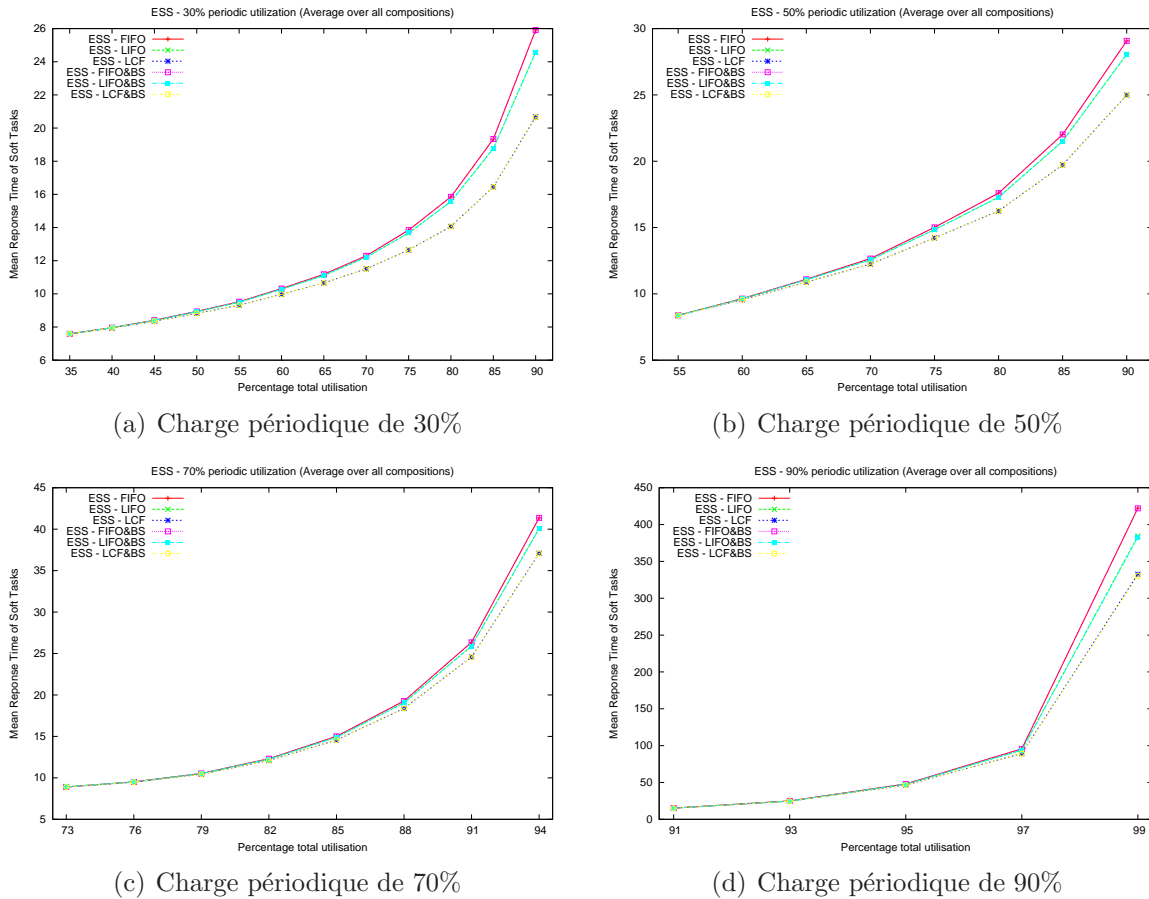 ESS - 30% periodic utilization (Average over all compositions)
26
24
22
20
18
16
14
12
10
8
6
Mean Reponse Time of Soft Tasks
ESS - FIFO
ESS - LIFO
ESS - LCF
ESS - FIFO&BS
ESS - LIFO&BS
ESS - LCF&BS
35 40 45 50 55 60 65 70 75 80 85 90
Percentage total utilisation
(a) Charge périodique de 30%
ESS - 50% periodic utilization (Average over all compositions)
30
25
20
15
10
5
Mean Reponse Time of Soft Tasks
ESS - FIFO
ESS - LIFO
ESS - LCF
ESS - FIFO&BS
ESS - LIFO&BS
ESS - LCF&BS
55 60 65 70 75 80 85 90
Percentage total utilisation
(b) Charge périodique de 50%
ESS - 70% periodic utilization (Average over all compositions)
45
40
35
30
25
20
15
10
5
Mean Reponse Time of Soft Tasks
ESS - FIFO
ESS - LIFO
ESS - LCF
ESS - FIFO&BS
ESS - LIFO&BS
ESS - LCF&BS
73 76 79 82 85 88 91 94
Percentage total utilisation
(c) Charge périodique de 70%
ESS - 90% periodic utilization (Average over all compositions)
450
400
350
300
250
200
150
100
50
0
Mean Reponse Time of Soft Tasks
ESS - FIFO
ESS - LIFO
ESS - LCF
ESS - FIFO&BS
ESS - LIFO&BS
ESS - LCF&BS
91 93 95 97 99
Percentage total utilisation
(d) Charge périodique de 90%